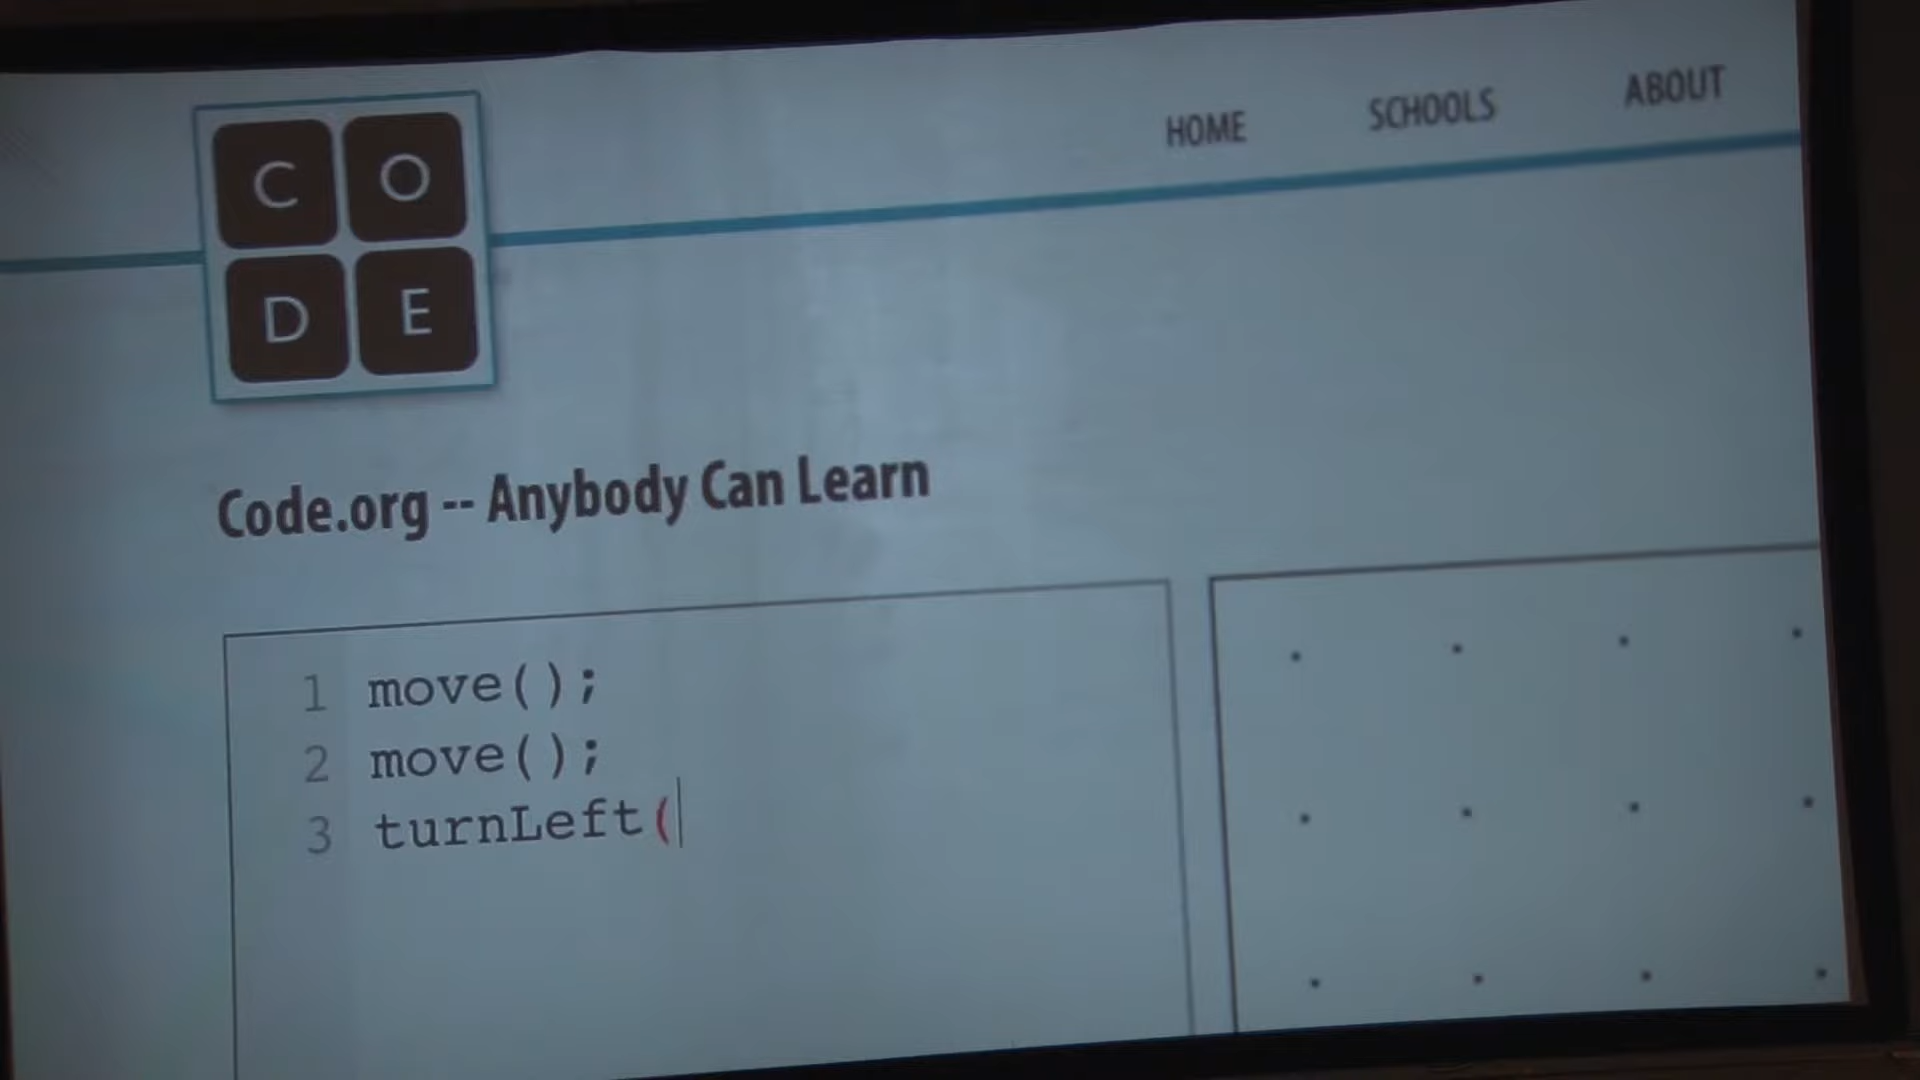 C O
D E
HOME SCHOOLS ABOUT
Code.org -- Anybody Can Learn
1 move();
2 move();
3 turnLeft(